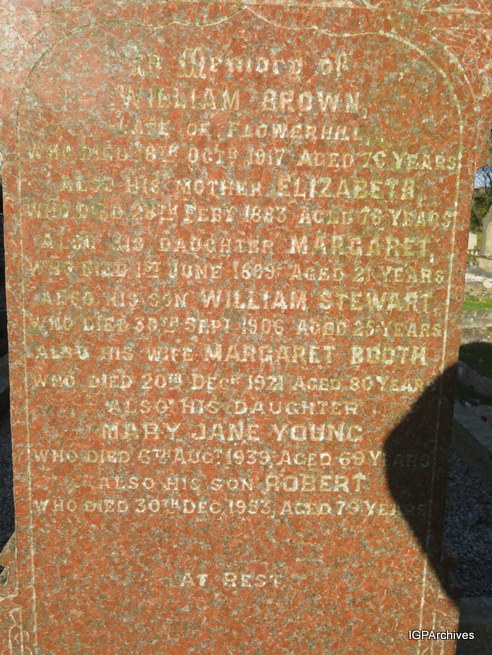 In Memory of
WILLIAM BROWN,
LATE OF FLOWERHILL,
WHO DIED 18TH OCTR 1917 AGED 76 YEARS
ALSO HIS MOTHER ELIZABETH,
WHO DIED 28TH FEBY 1883, AGED 76 YEARS
ALSO HIS DAUGHTER MARGARET,
WHO DIED 1ST JUNE 1899, AGED 21 YEARS
ALSO HIS SON WILLIAM STEWART,
WHO DIED 30TH SEPT 1906, AGED 25 YEARS
ALSO HIS WIFE MARGARET BOOTH
WHO DIED 20TH DECR 1921 AGED 80 YEARS
ALSO HIS DAUGHTER
MARY JANE YOUNG
WHO DIED 6TH AUGT 1939, AGED 69 YEARS
ALSO HIS SON ROBERT
WHO DIED 30TH DEC. 1953, AGED 79 YEARS
AT REST.
IGPArchives